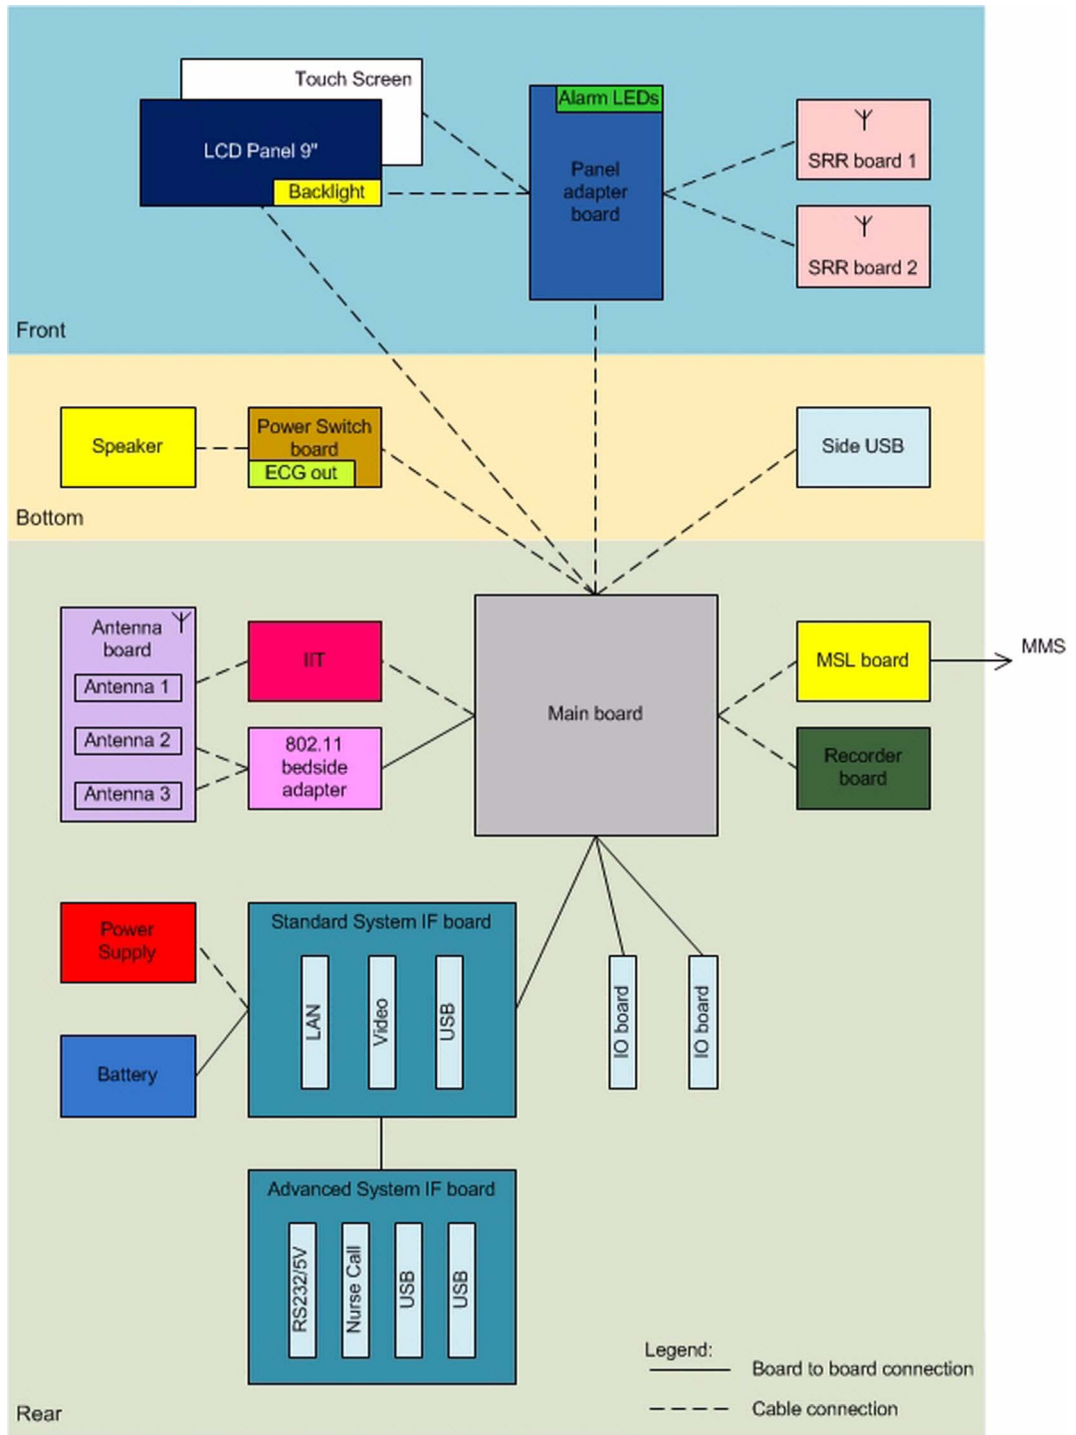 Touch Screen
LCD Panel 9"
Backlight
Alarm LEDs
Panel
adapter
board
SRR board 1
SRR board 2
Front
Speaker
Power Switch
board
ECG out
Side USB
Bottom
Antenna
board
Antenna 1
Antenna 2
Antenna 3
IIT
802.11
bedside
adapter
Main board
MSL board
MMS
Recorder
board
Power
Supply
Battery
Standard System IF board
LAN
Video
USB
IO board
IO board
Advanced System IF board
RS232/5V
Nurse Call
USB
USB
Legend:
Board to board connection
Cable connection
Rear